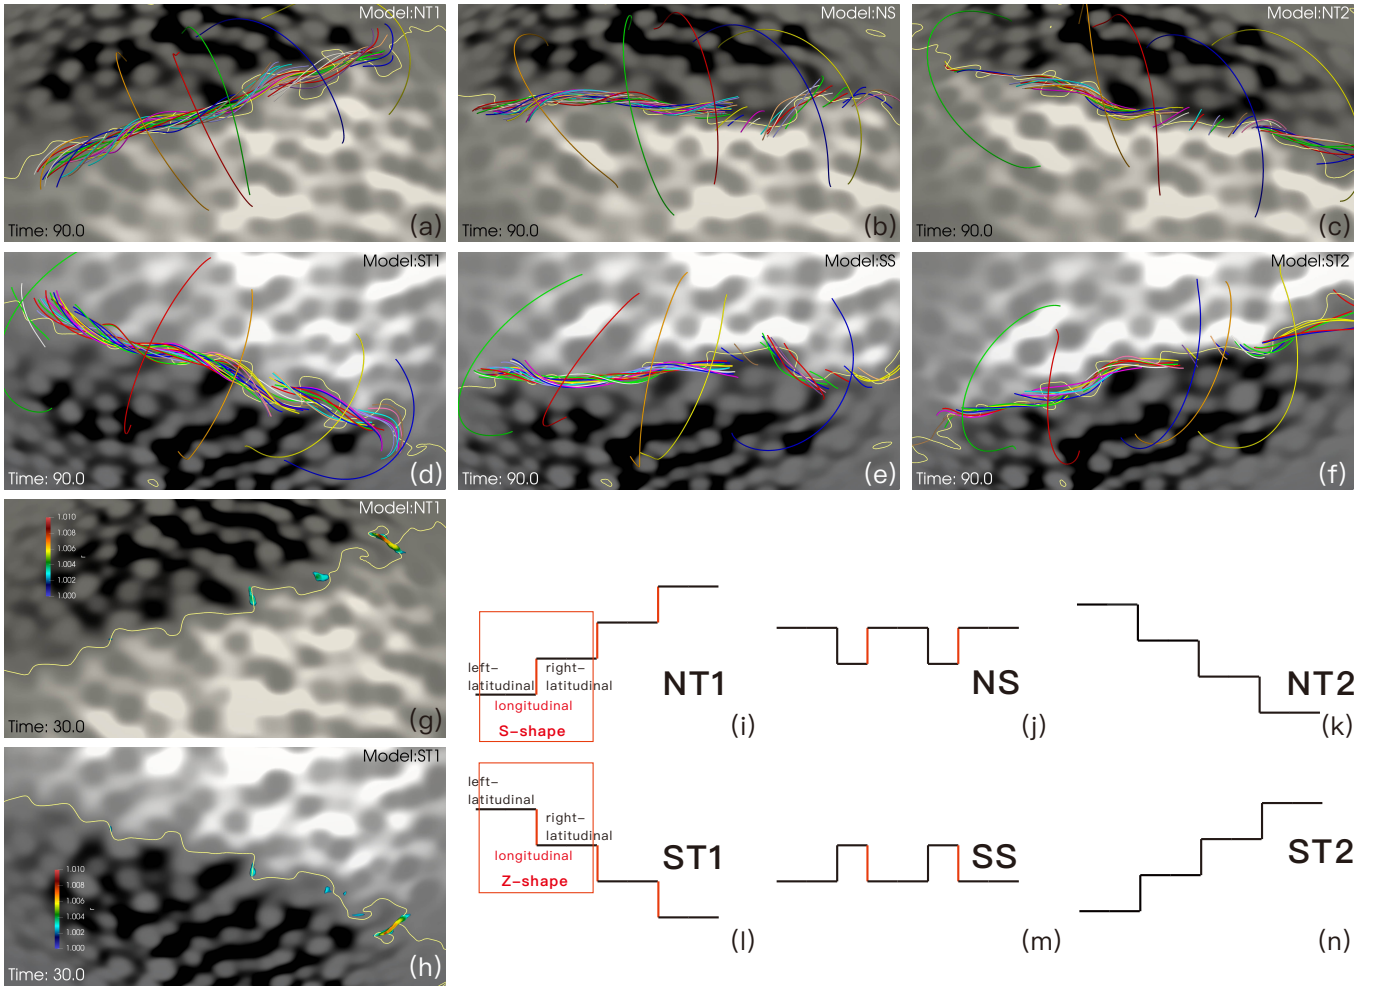 Model:NT1
Time: 90.0
(a)
Model:NS
Time: 90.0
(b)
Model:NT2
Time: 90.0
(c)
Model:ST1
Time: 90.0
(d)
Model:SS
Time: 90.0
(e)
Model:ST2
Time: 90.0
(f)
Model:NT1
1.010
1.008
1.006
1.004
1.002
1.000
r
Time: 30.0
(g)
Model:ST1
1.010
1.008
1.006
1.004
1.002
1.000
r
Time: 30.0
(h)
left-
latitudinal
right-
latitudinal
longitudinal
S-shape
NT1
(i)
NS
(j)
NT2
(k)
left-
latitudinal
right-
latitudinal
longitudinal
Z-shape
ST1
(l)
SS
(m)
ST2
(n)